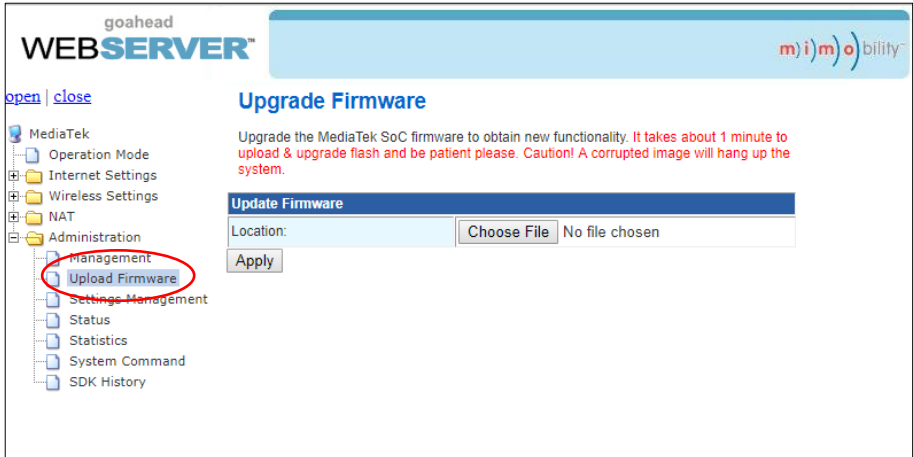 goahead
WEBSERVER™
m)i)m)o)bility™
open | close
MediaTek
Operation Mode
Internet Settings
Wireless Settings
NAT
Administration
Management
Upload Firmware
Settings Management
Status
Statistics
System Command
SDK History
Upgrade Firmware
Upgrade the MediaTek SoC firmware to obtain new functionality. It takes about 1 minute to
upload & upgrade flash and be patient please. Caution! A corrupted image will hang up the
system.
Update Firmware
Location: Choose File No file chosen
Apply